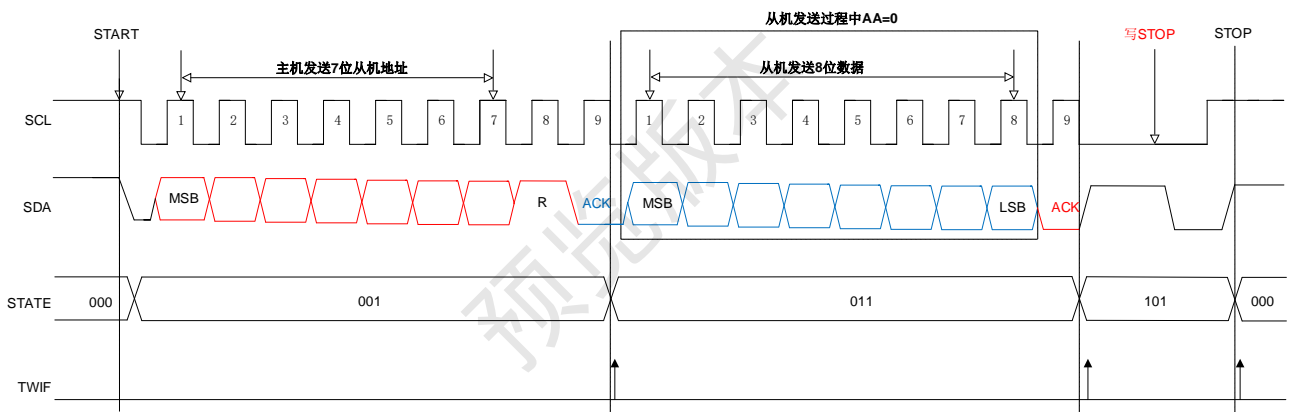 从机发送过程中AA=0
START
写STOP
STOP
主机发送7位从机地址
从机发送8位数据
SCL
1 2 3 4 5 6 7 8 9 1 2 3 4 5 6 7 8 9
SDA
MSB R ACK MSB LSB ACK
STATE
000 001 011 101 000
TWIF
预览版本